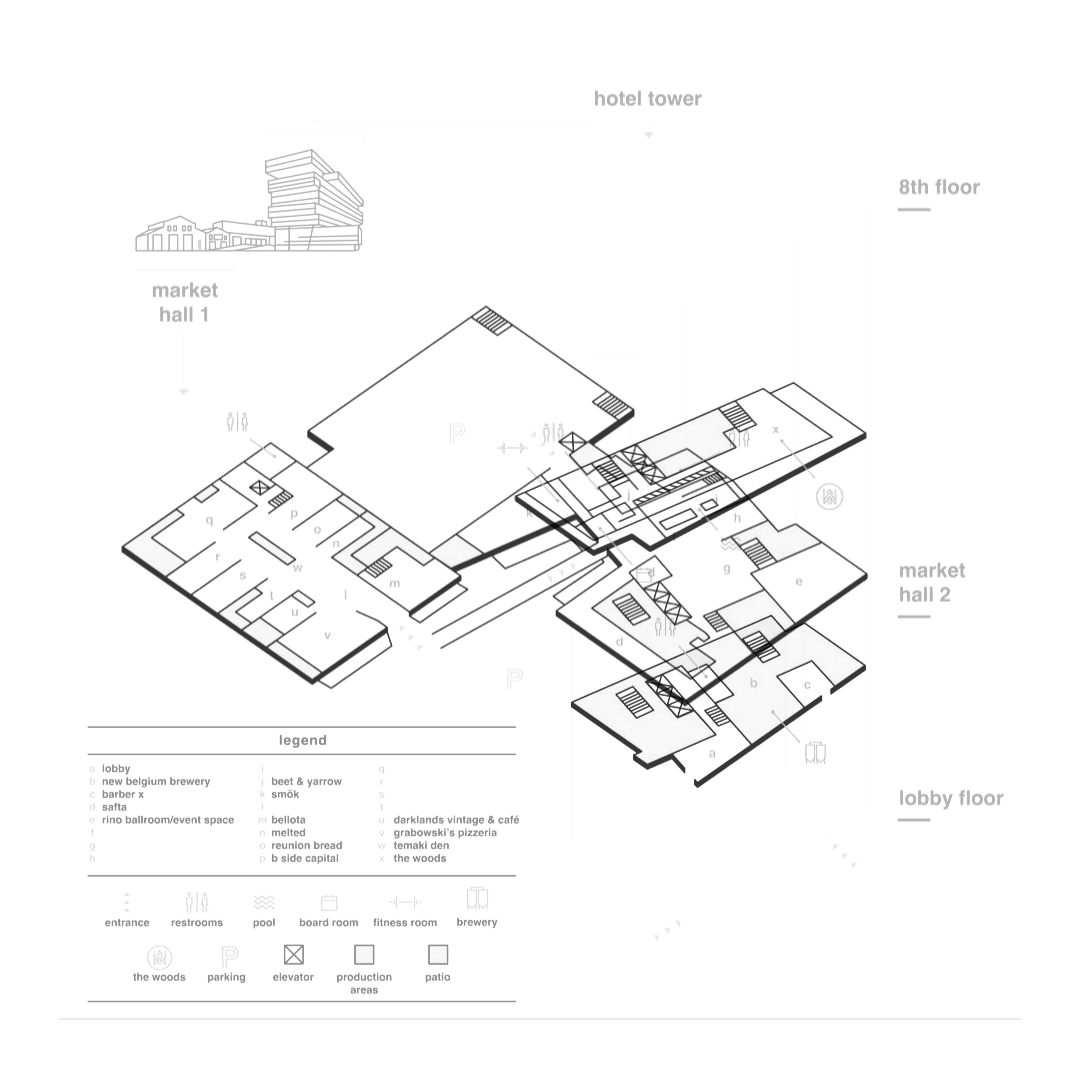 hotel tower
8th floor
market
hall 1
x
q
p
o
n
k
j
h
r
s
w
m
g
e
market
hall 2
t
l
u
v
d
b
c
a
P
P
legend
a lobby
b new belgium brewery
c barber x
d safta
e rino ballroom/event space
f
g
h
i
j beet & yarrow
k smök
l
m bellota
n melted
o reunion bread
p b side capital
q
r
s
t
u darklands vintage & café
v grabowski's pizzeria
w temaki den
x the woods
lobby floor
entrance
restrooms
pool
board room
fitness room
brewery
the woods
P
parking
elevator
production
areas
patio